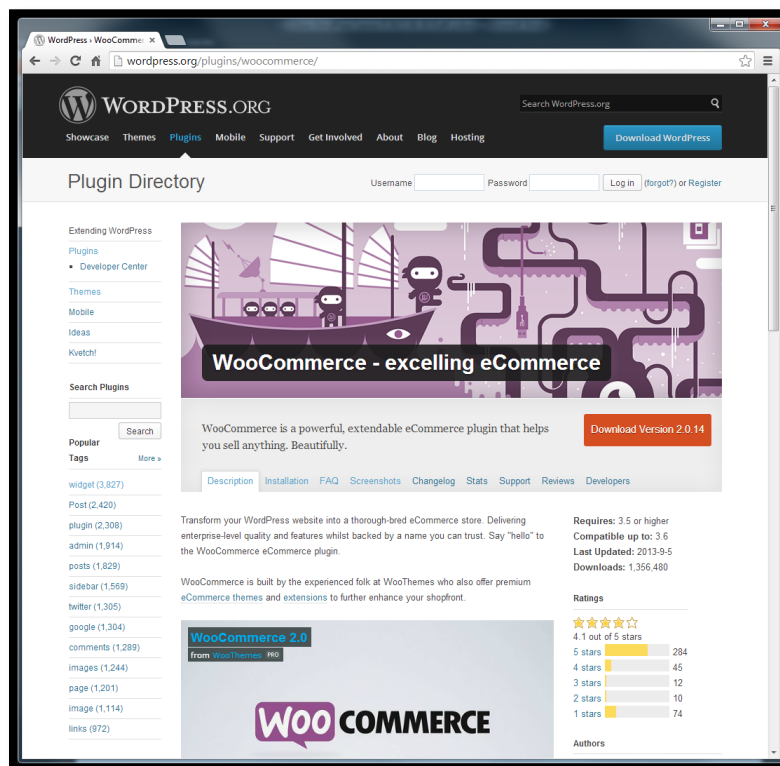 WordPress › WooCommer
wordpress.org/plugins/woocommerce/
WORDPRESS.ORG
Search WordPress.org
Showcase Themes Plugins Mobile Support Get Involved About Blog Hosting
Download WordPress
Plugin Directory
Username Password Log in (forgot?) or Register
Extending WordPress
Plugins
• Developer Center
Themes
Mobile
Ideas
Kvetch!
Search Plugins
Search
Popular
Tags More »
widget (3,827)
Post (2,420)
plugin (2,308)
admin (1,914)
posts (1,829)
sidebar (1,569)
twitter (1,305)
google (1,304)
comments (1,289)
images (1,244)
page (1,201)
image (1,114)
links (972)
WooCommerce - excelling eCommerce
WooCommerce is a powerful, extendable eCommerce plugin that helps
you sell anything. Beautifully.
Download Version 2.0.14
Description Installation FAQ Screenshots Changelog Stats Support Reviews Developers
Transform your WordPress website into a thorough-bred eCommerce store. Delivering
enterprise-level quality and features whilst backed by a name you can trust. Say "hello" to
the WooCommerce eCommerce plugin.
WooCommerce is built by the experienced folk at WooThemes who also offer premium
eCommerce themes and extensions to further enhance your shopfront.
WooCommerce 2.0
from WooThemes PRO
WOO COMMERCE
Requires: 3.5 or higher
Compatible up to: 3.6
Last Updated: 2013-9-5
Downloads: 1,356,480
Ratings
4.1 out of 5 stars
5 stars 284
4 stars 45
3 stars 12
2 stars 10
1 stars 74
Authors